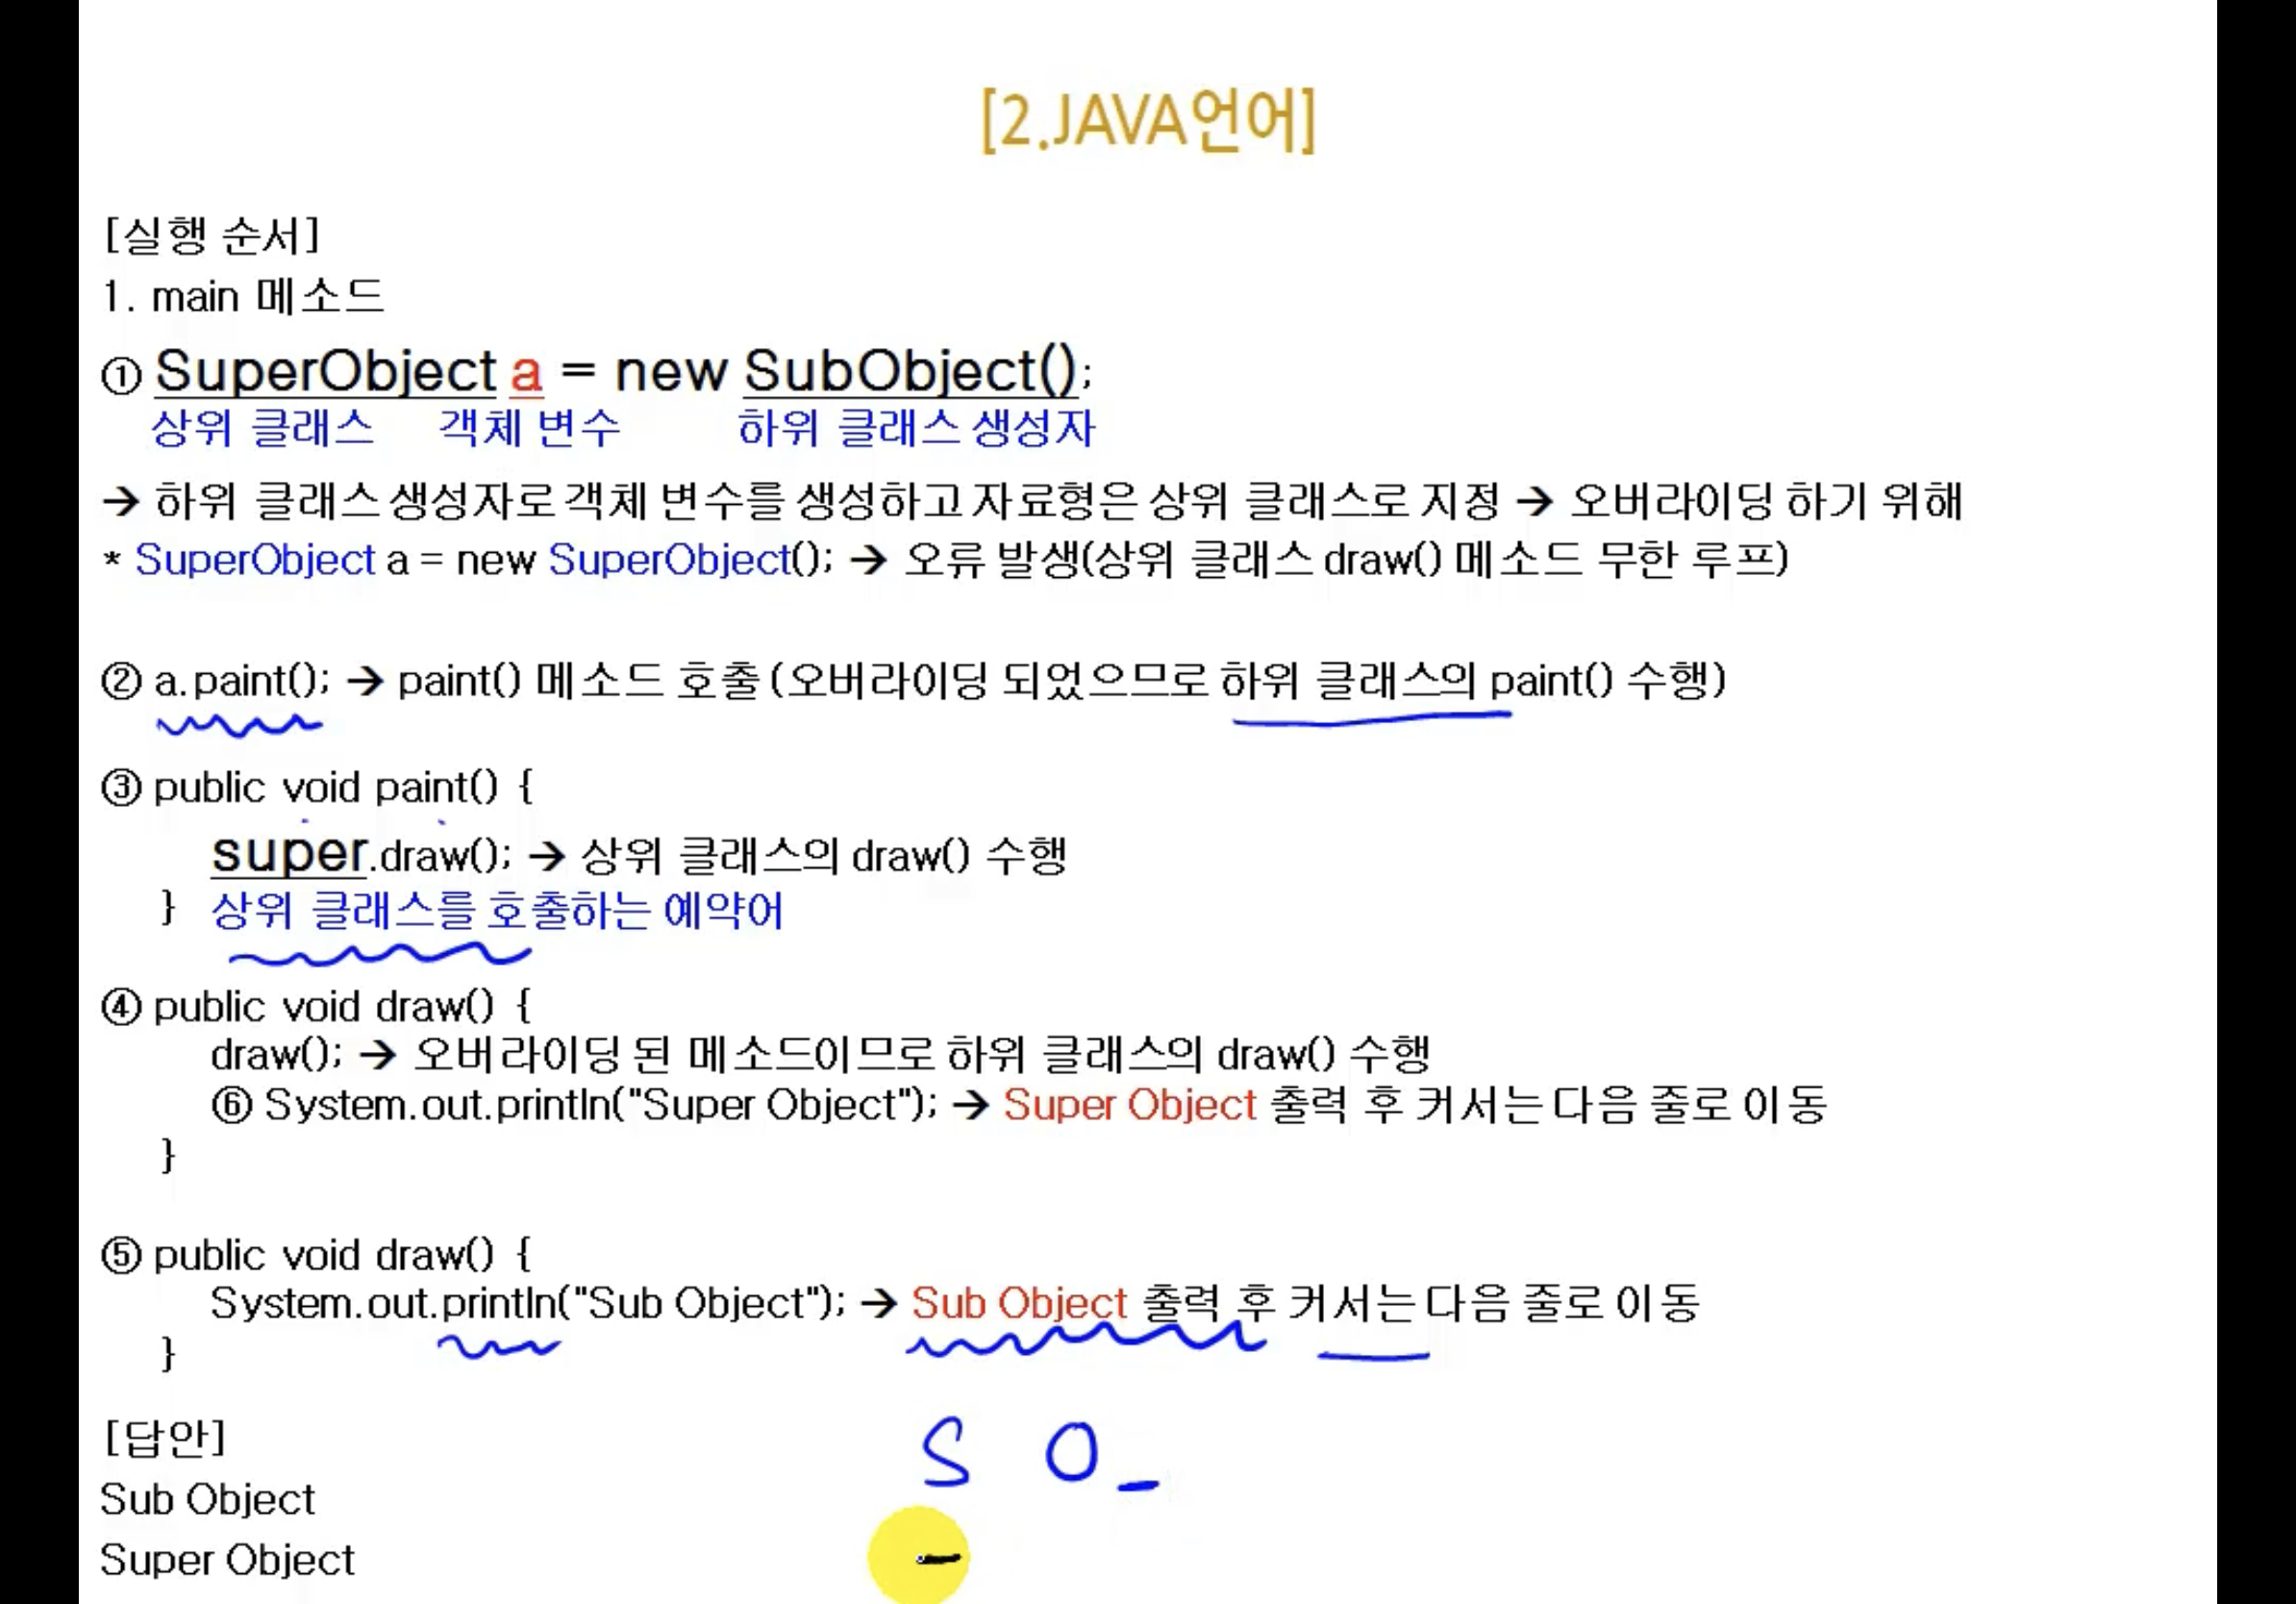 [2.JAVA언어]
[실행 순서]
1. main 메소드
① SuperObject a = new SubObject();
상위 클래스 객체 변수 하위 클래스 생성자
→ 하위 클래스 생성자로 객체 변수를 생성하고 자료형은 상위 클래스로 지정 → 오버라이딩 하기 위해
* SuperObject a = new SuperObject(); → 오류 발생(상위 클래스 draw() 메소드 무한 루프)
② a.paint(); → paint() 메소드 호출 (오버라이딩 되었으므로 하위 클래스의 paint() 수행)
③ public void paint() {
super.draw(); → 상위 클래스의 draw() 수행
} 상위 클래스를 호출하는 예약어
④ public void draw() {
draw(); → 오버라이딩 된 메소드이므로 하위 클래스의 draw() 수행
⑥ System.out.println("Super Object"); → Super Object 출력 후 커서는 다음 줄로 이동
}
⑤ public void draw() {
System.out.println("Sub Object"); → Sub Object 출력 후 커서는 다음 줄로 이동
}
[답안]
S O _
Sub Object
Super Object